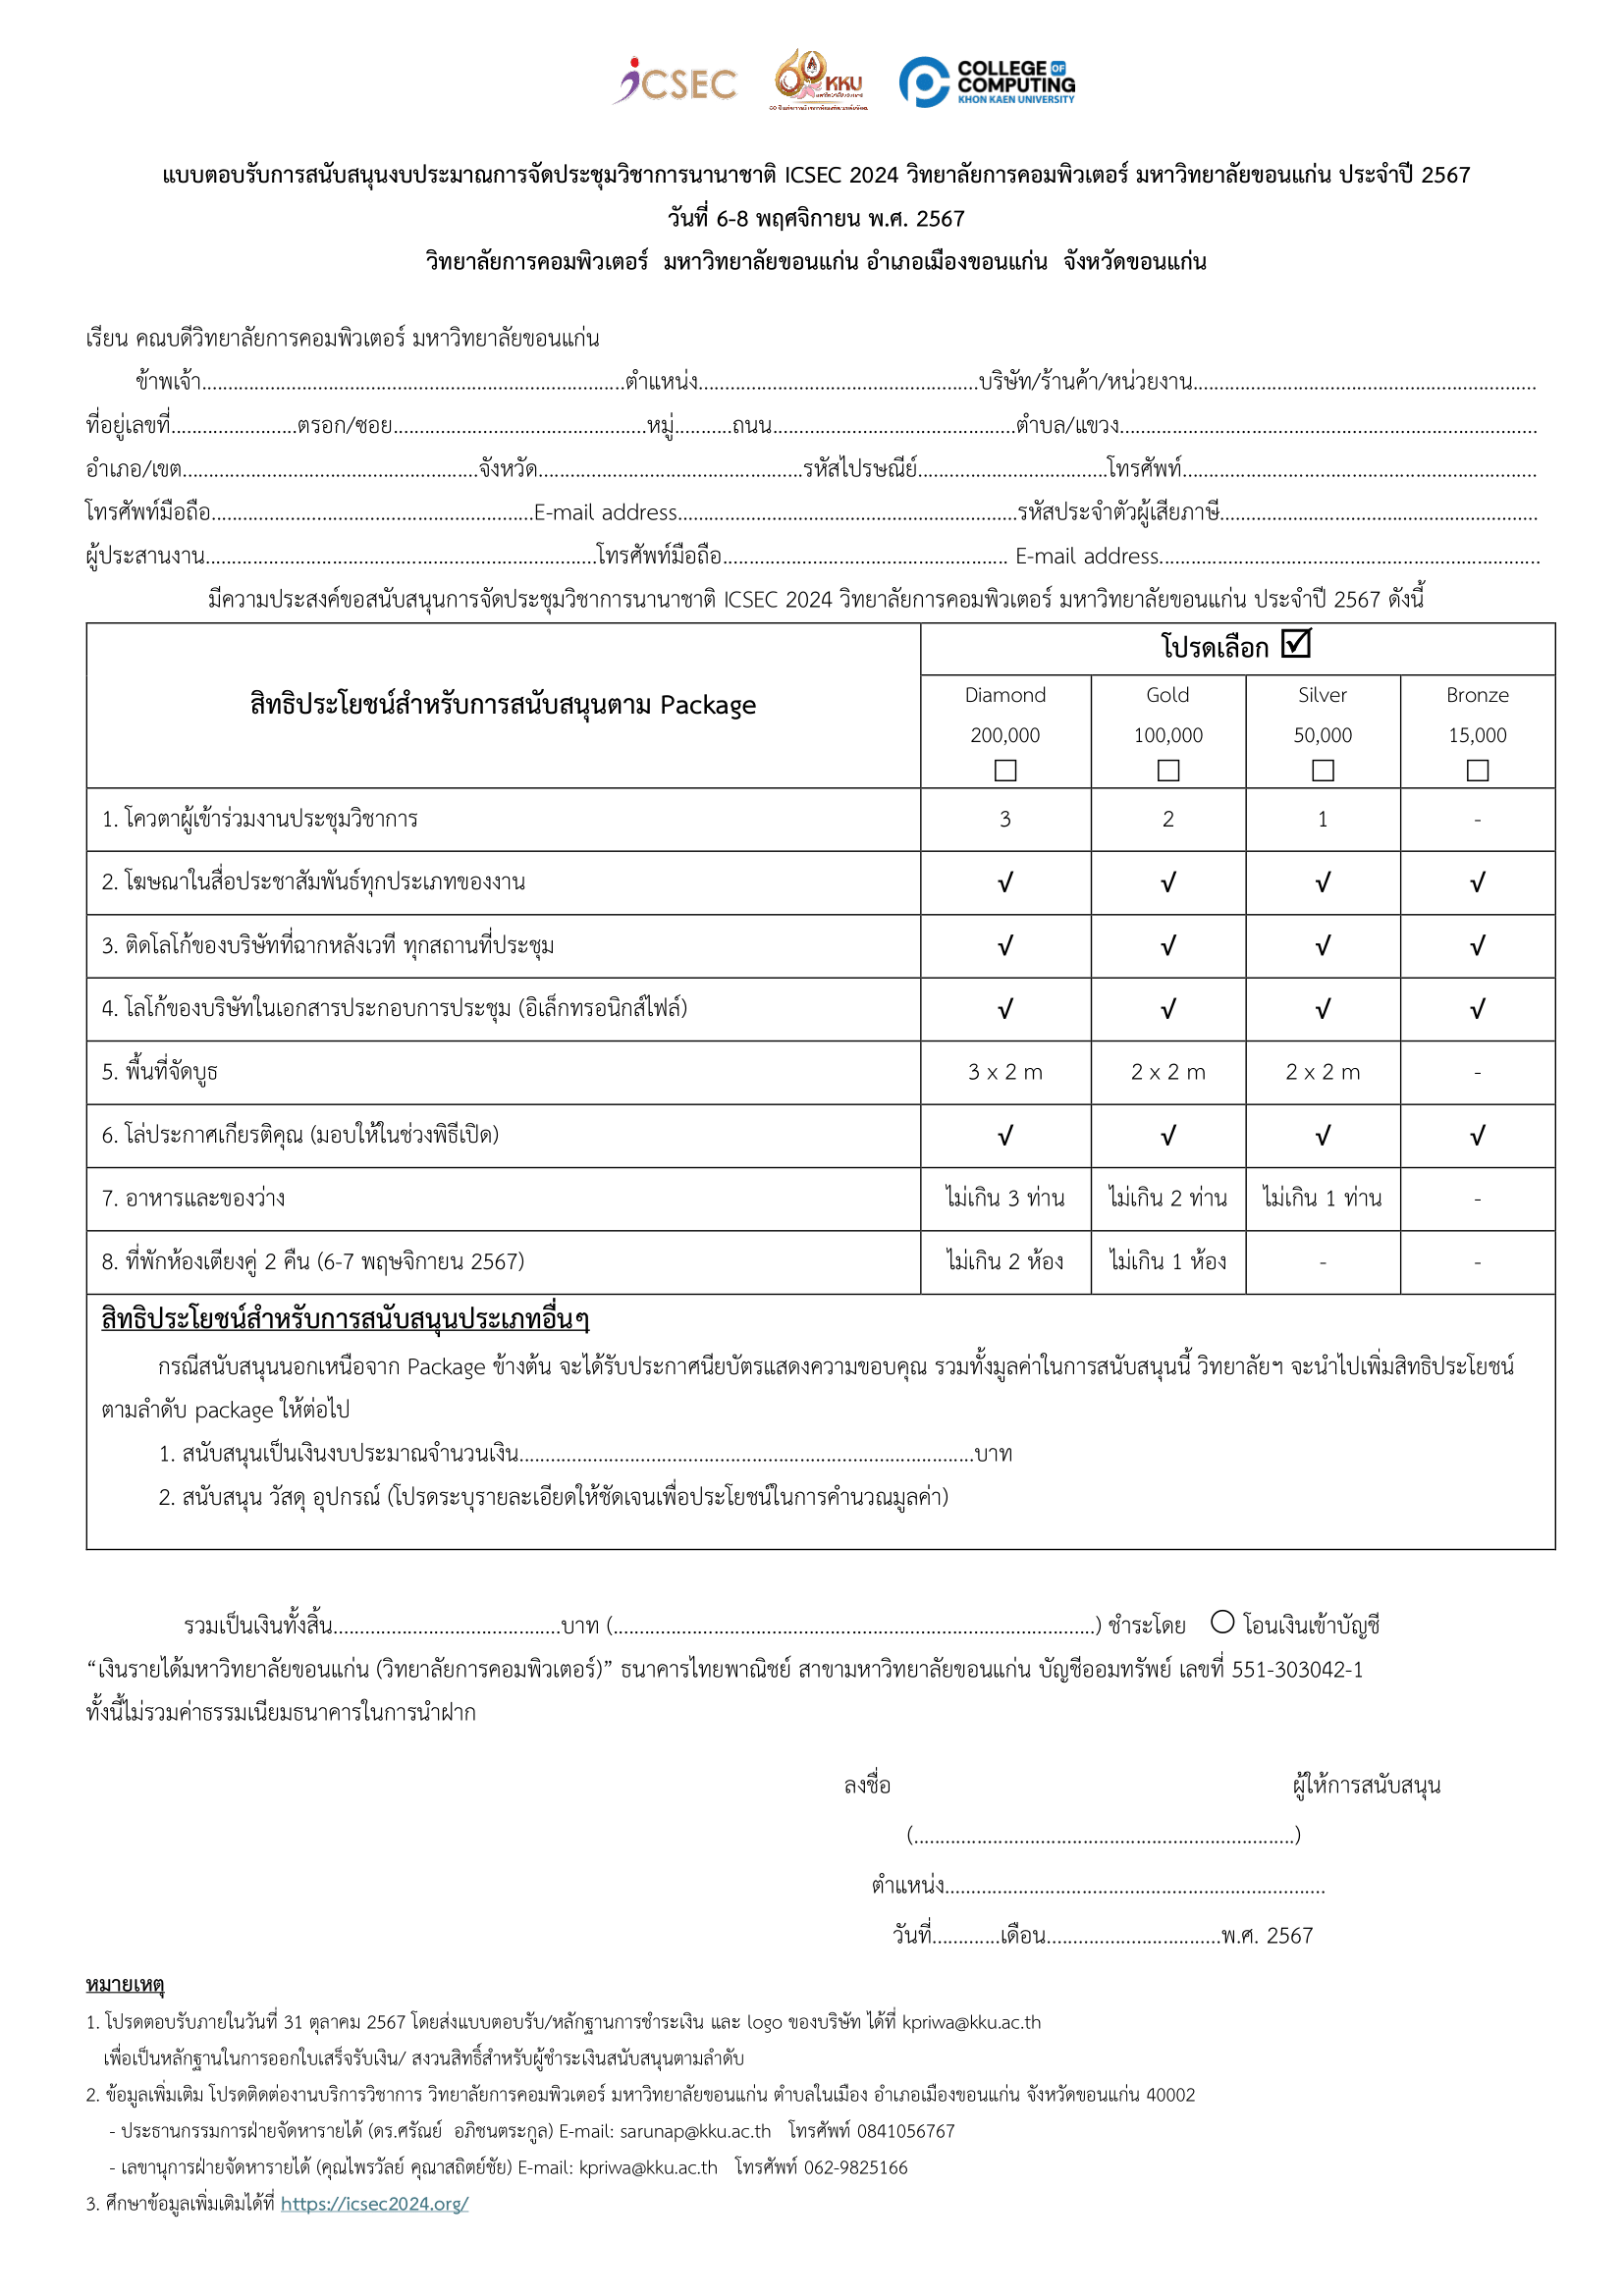 iCSEC KKU COLLEGE OF COMPUTING KHON KAEN UNIVERSITY
แบบตอบรับการสนับสนุนงบประมาณการจัดประชุมวิชาการนานาชาติ ICSEC 2024 วิทยาลัยการคอมพิวเตอร์ มหาวิทยาลัยขอนแก่น ประจำปี 2567
วันที่ 6-8 พฤศจิกายน พ.ศ. 2567
วิทยาลัยการคอมพิวเตอร์ มหาวิทยาลัยขอนแก่น อำเภอเมืองขอนแก่น จังหวัดขอนแก่น
เรียน คณบดีวิทยาลัยการคอมพิวเตอร์ มหาวิทยาลัยขอนแก่น
ข้าพเจ้า........................................ตำแหน่ง........................................บริษัท/ร้านค้า/หน่วยงาน........................................
ที่อยู่เลขที่....................ตรอก/ซอย........................................หมู่...........ถนน........................................ตำบล/แขวง........................................
อำเภอ/เขต........................................จังหวัด........................................รหัสไปรษณีย์........................................โทรศัพท์........................................
โทรศัพท์มือถือ........................................E-mail address........................................รหัสประจำตัวผู้เสียภาษี........................................
ผู้ประสานงาน........................................โทรศัพท์มือถือ........................................ E-mail address........................................
มีความประสงค์ขอสนับสนุนการจัดประชุมวิชาการนานาชาติ ICSEC 2024 วิทยาลัยการคอมพิวเตอร์ มหาวิทยาลัยขอนแก่น ประจำปี 2567 ดังนี้
สิทธิประโยชน์สำหรับการสนับสนุนตาม Package โปรดเลือก ☑
Diamond Gold Silver Bronze
200,000 100,000 50,000 15,000
☐ ☐ ☐ ☐
1. โควตาผู้เข้าร่วมงานประชุมวิชาการ 3 2 1 -
2. โฆษณาในสื่อประชาสัมพันธ์ทุกประเภทของงาน √ √ √ √
3. ติดโลโก้ของบริษัทที่ฉากหลังเวที ทุกสถานที่ประชุม √ √ √ √
4. โลโก้ของบริษัทในเอกสารประกอบการประชุม (อิเล็กทรอนิกส์ไฟล์) √ √ √ √
5. พื้นที่จัดบูธ 3 x 2 m 2 x 2 m 2 x 2 m -
6. โล่ประกาศเกียรติคุณ (มอบให้ในช่วงพิธีเปิด) √ √ √ √
7. อาหารและของว่าง ไม่เกิน 3 ท่าน ไม่เกิน 2 ท่าน ไม่เกิน 1 ท่าน -
8. ที่พักห้องเตียงคู่ 2 คืน (6-7 พฤศจิกายน 2567) ไม่เกิน 2 ห้อง ไม่เกิน 1 ห้อง - -
สิทธิประโยชน์สำหรับการสนับสนุนประเภทอื่นๆ
กรณีสนับสนุนนอกเหนือจาก Package ข้างต้น จะได้รับประกาศนียบัตรแสดงความขอบคุณ รวมทั้งมูลค่าในการสนับสนุนนี้ วิทยาลัยฯ จะนำไปเพิ่มสิทธิประโยชน์
ตามลำดับ package ให้ต่อไป
1. สนับสนุนเป็นเงินงบประมาณจำนวนเงิน........................................บาท
2. สนับสนุน วัสดุ อุปกรณ์ (โปรดระบุรายละเอียดให้ชัดเจนเพื่อประโยชน์ในการคำนวณมูลค่า)
รวมเป็นเงินทั้งสิ้น........................................บาท (........................................) ชำระโดย ○ โอนเงินเข้าบัญชี
“เงินรายได้มหาวิทยาลัยขอนแก่น (วิทยาลัยการคอมพิวเตอร์)” ธนาคารไทยพาณิชย์ สาขามหาวิทยาลัยขอนแก่น บัญชีออมทรัพย์ เลขที่ 551-303042-1
ทั้งนี้ไม่รวมค่าธรรมเนียมธนาคารในการนำฝาก
ลงชื่อ ผู้ให้การสนับสนุน
(........................................)
ตำแหน่ง........................................
วันที่.............เดือน.................................พ.ศ. 2567
หมายเหตุ
1. โปรดตอบรับภายในวันที่ 31 ตุลาคม 2567 โดยส่งแบบตอบรับ/หลักฐานการชำระเงิน และ logo ของบริษัท ได้ที่ kpriwa@kku.ac.th
เพื่อเป็นหลักฐานในการออกใบเสร็จรับเงิน/ สงวนสิทธิ์สำหรับผู้ชำระเงินสนับสนุนตามลำดับ
2. ข้อมูลเพิ่มเติม โปรดติดต่องานบริการวิชาการ วิทยาลัยการคอมพิวเตอร์ มหาวิทยาลัยขอนแก่น ตำบลในเมือง อำเภอเมืองขอนแก่น จังหวัดขอนแก่น 40002
- ประธานกรรมการฝ่ายจัดหารายได้ (ดร.ศรัณย์ อภิชนตระกูล) E-mail: sarunap@kku.ac.th โทรศัพท์ 0841056767
- เลขานุการฝ่ายจัดหารายได้ (คุณไพรวัลย์ คุณาสถิตย์ชัย) E-mail: kpriwa@kku.ac.th โทรศัพท์ 062-9825166
3. ศึกษาข้อมูลเพิ่มเติมได้ที่ https://icsec2024.org/